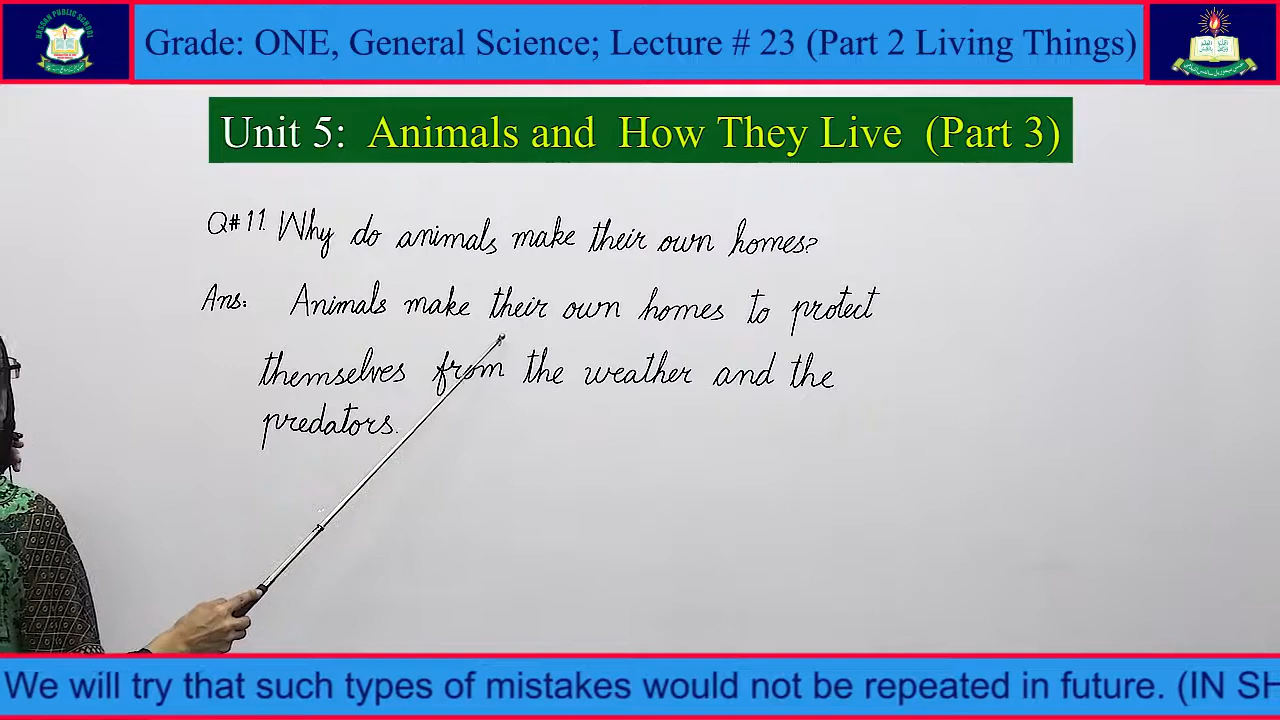 HASSAN PUBLIC SCHOOL
Grade: ONE, General Science; Lecture # 23 (Part 2 Living Things)
Unit 5: Animals and How They Live (Part 3)
Q#11. Why do animals make their own homes?
Ans: Animals make their own homes to protect
themselves from the weather and the
predators.
We will try that such types of mistakes would not be repeated in future. (IN SH